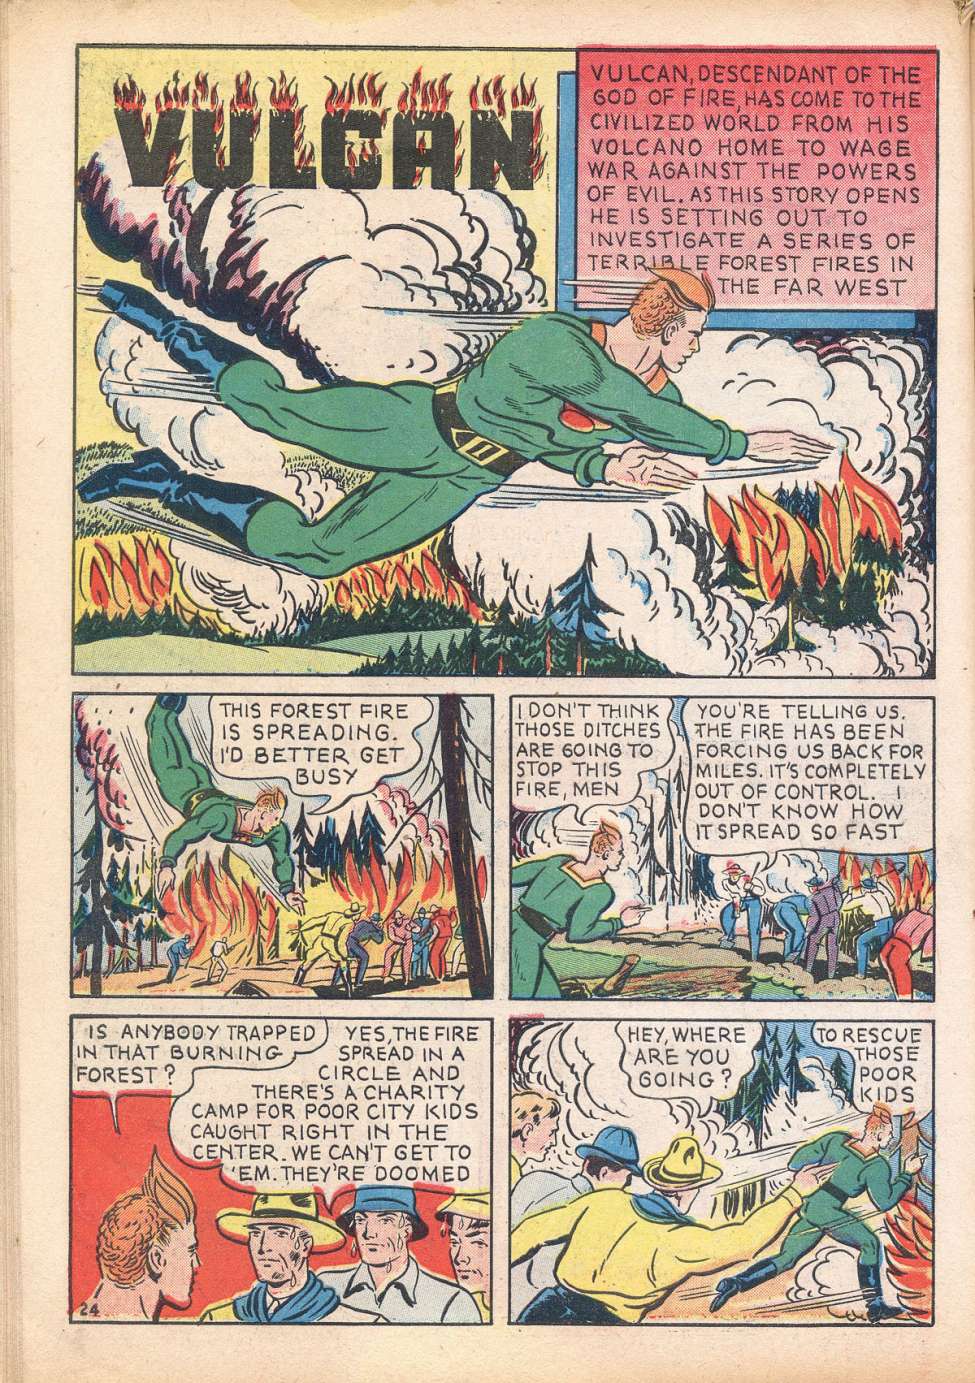 VULCAN
VULCAN, DESCENDANT OF THE
GOD OF FIRE, HAS COME TO THE
CIVILIZED WORLD FROM HIS
VOLCANO HOME TO WAGE
WAR AGAINST THE POWERS
OF EVIL. AS THIS STORY OPENS
HE IS SETTING OUT TO
INVESTIGATE A SERIES OF
TERRIBLE FOREST FIRES IN
THE FAR WEST
THIS FOREST FIRE
IS SPREADING.
I'D BETTER GET
BUSY
I DON'T THINK
THOSE DITCHES
ARE GOING TO
STOP THIS
FIRE, MEN
YOU'RE TELLING US.
THE FIRE HAS BEEN
FORCING US BACK FOR
MILES. IT'S COMPLETELY
OUT OF CONTROL. I
DON'T KNOW HOW
IT SPREAD SO FAST
IS ANYBODY TRAPPED
IN THAT BURNING
FOREST?
YES, THE FIRE
SPREAD IN A
CIRCLE AND
THERE'S A CHARITY
CAMP FOR POOR CITY KIDS
CAUGHT RIGHT IN THE
CENTER. WE CAN'T GET TO
'EM. THEY'RE DOOMED
24
HEY, WHERE
ARE YOU
GOING?
TO RESCUE
THOSE
POOR
KIDS